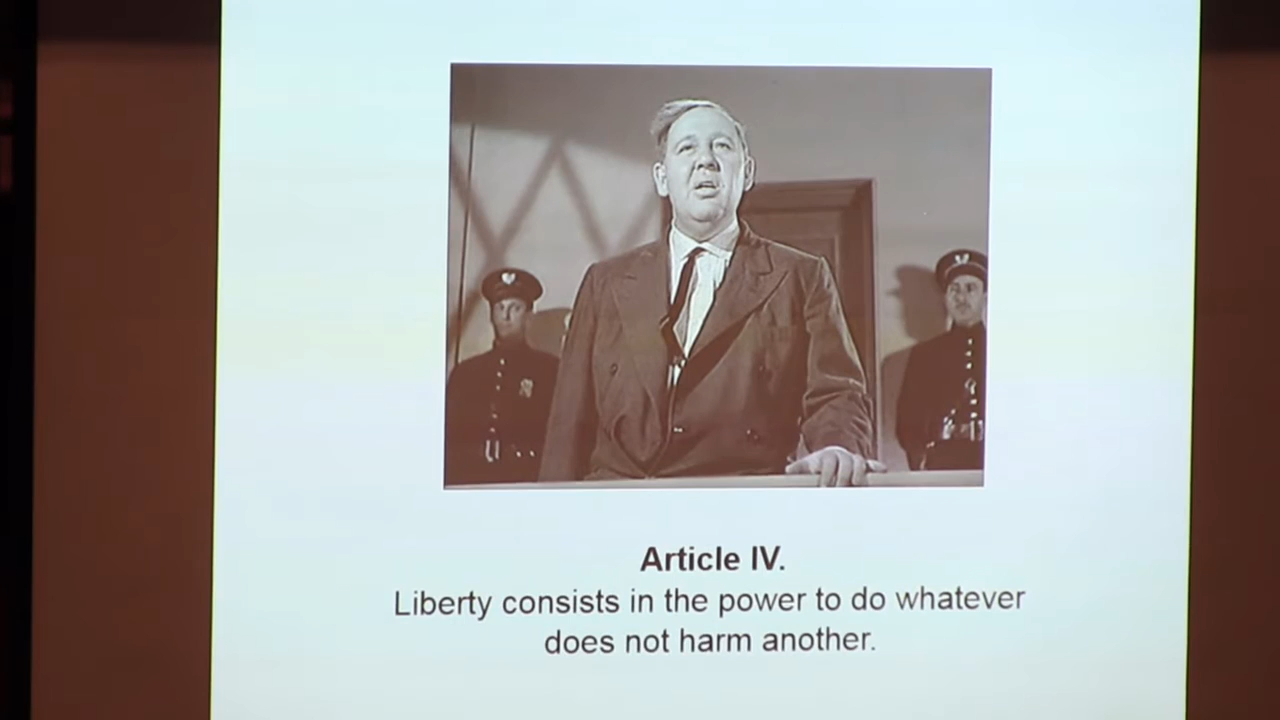 Article IV.
Liberty consists in the power to do whatever
does not harm another.